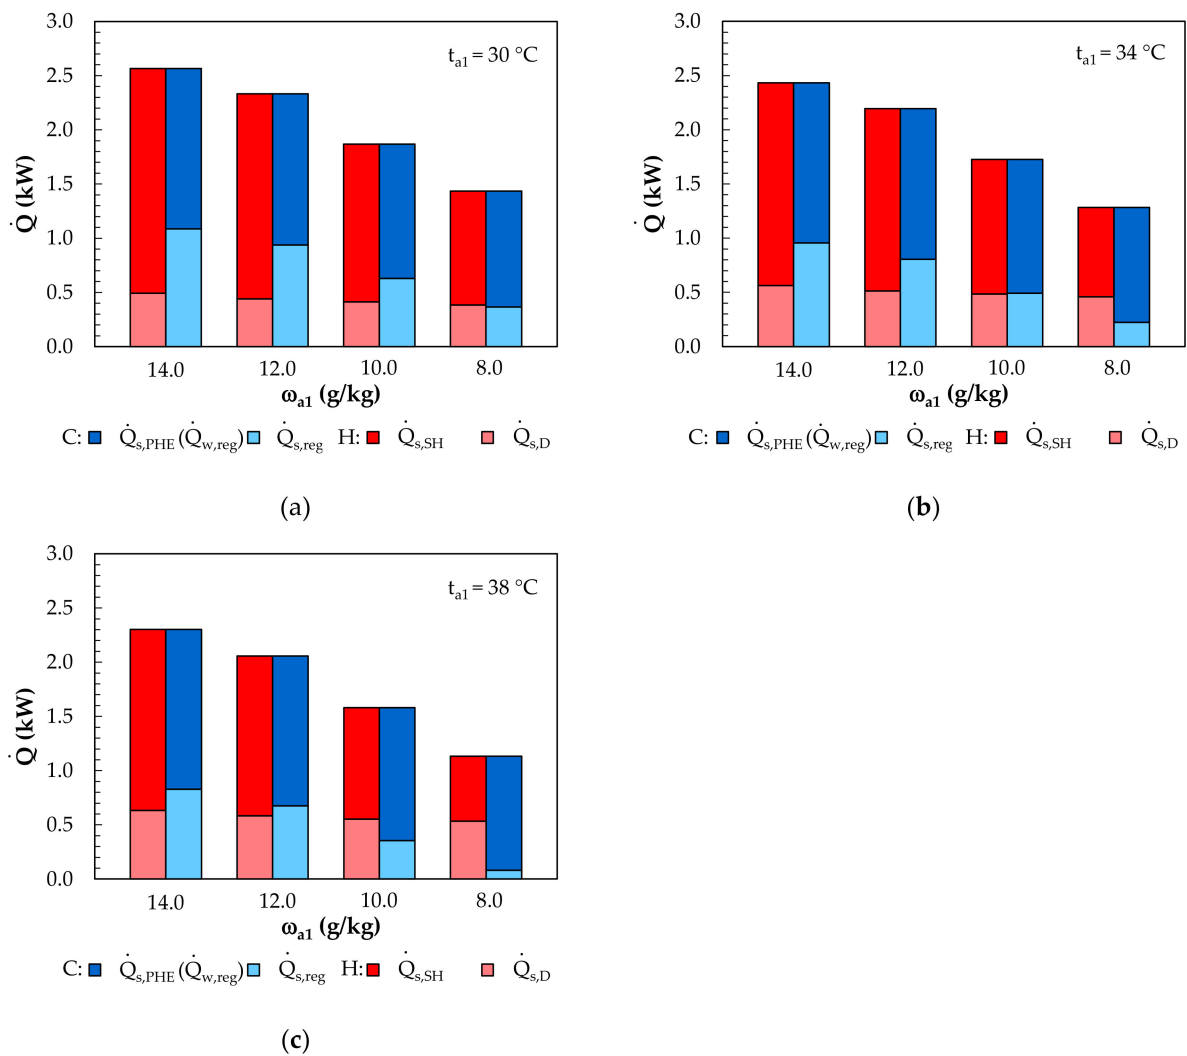 3.0
2.5
2.0
1.5
1.0
0.5
0.0
Q̇ (kW)
t_a1 = 30 °C
14.0 12.0 10.0 8.0
ω_a1 (g/kg)
C: Q̇_s,PHE (Q̇_w,reg) Q̇_s,reg H: Q̇_s,SH Q̇_s,D
(a)
3.0
2.5
2.0
1.5
1.0
0.5
0.0
Q̇ (kW)
t_a1 = 34 °C
14.0 12.0 10.0 8.0
ω_a1 (g/kg)
C: Q̇_s,PHE (Q̇_w,reg) Q̇_s,reg H: Q̇_s,SH Q̇_s,D
(b)
3.0
2.5
2.0
1.5
1.0
0.5
0.0
Q̇ (kW)
t_a1 = 38 °C
14.0 12.0 10.0 8.0
ω_a1 (g/kg)
C: Q̇_s,PHE (Q̇_w,reg) Q̇_s,reg H: Q̇_s,SH Q̇_s,D
(c)